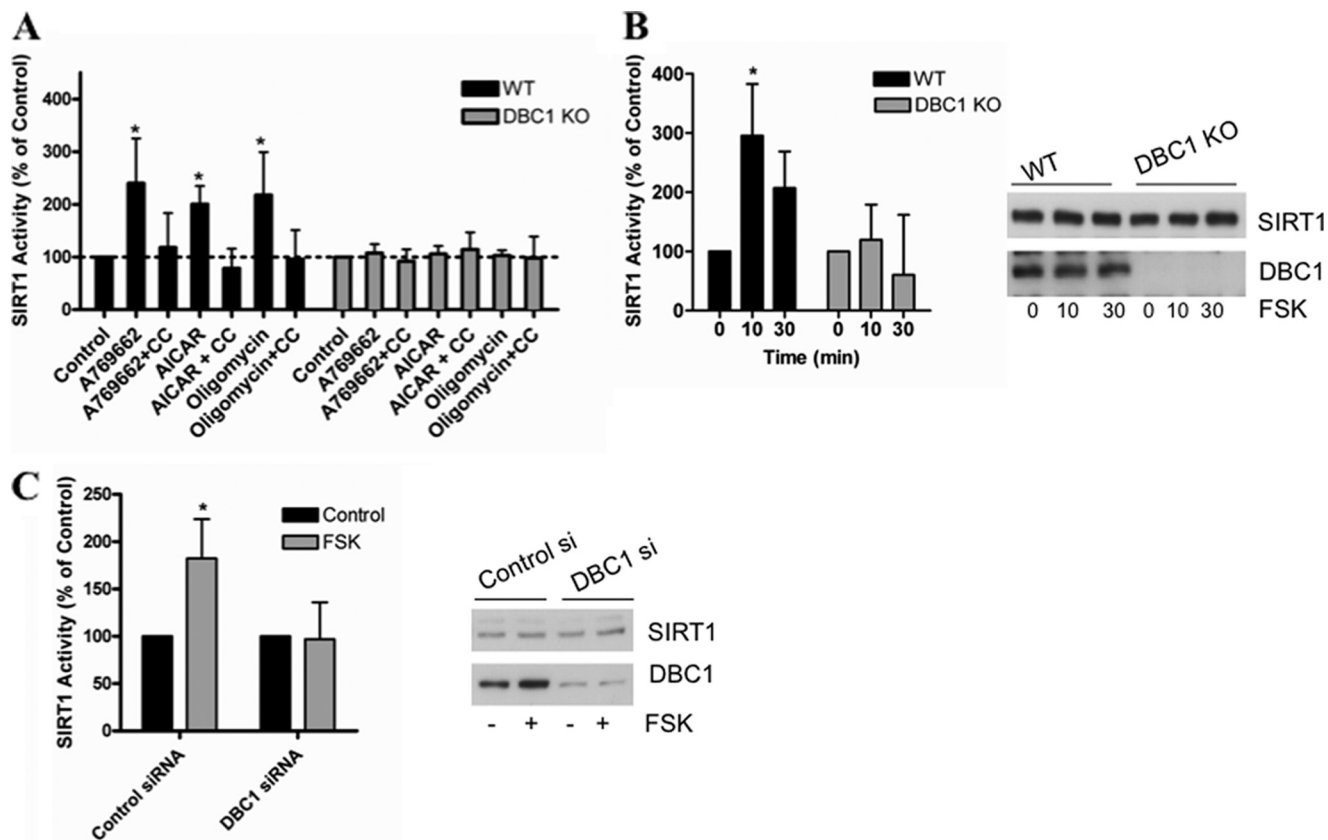 A
SIRT1 Activity (% of Control)
400
300
200
100
0
WT
DBC1 KO
*
*
*
Control
A769662
A769662+CC
AICAR
AICAR + CC
Oligomycin
Oligomycin+CC
Control
A769662
A769662+CC
AICAR
AICAR + CC
Oligomycin
Oligomycin+CC
B
SIRT1 Activity (% of Control)
400
300
200
100
0
*
WT
DBC1 KO
0 10 30 0 10 30
Time (min)
WT DBC1 KO
SIRT1
DBC1
0 10 30 0 10 30 FSK
C
SIRT1 Activity (% of Control)
250
200
150
100
50
0
*
Control
FSK
Control siRNA
DBC1 siRNA
Control si DBC1 si
SIRT1
DBC1
- + - + FSK